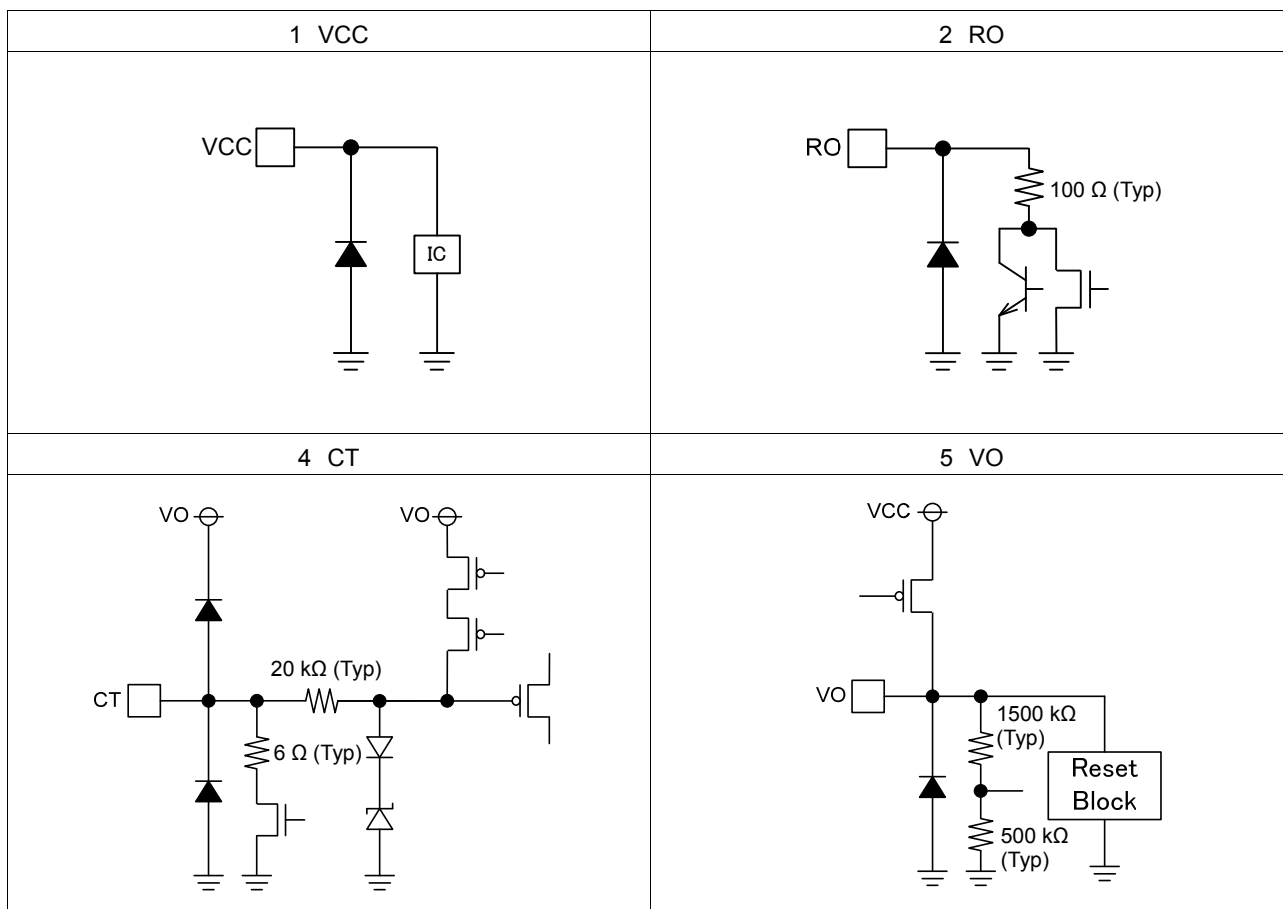 1 VCC
2 RO
VCC
IC
RO
100 Ω (Typ)
4 CT
5 VO
VO
VO
20 kΩ (Typ)
CT
6 Ω (Typ)
VCC
VO
1500 kΩ
(Typ)
Reset
Block
500 kΩ
(Typ)